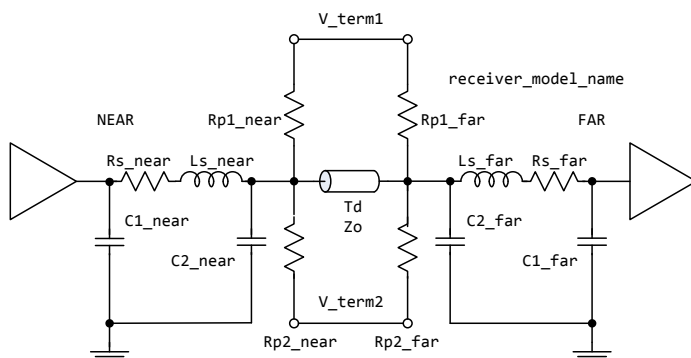 V_term1
receiver_model_name
NEAR
Rp1_near
Rp1_far
FAR
Rs_near
Ls_near
Ls_far
Rs_far
Td
Zo
C1_near
C2_far
C2_near
C1_far
V_term2
Rp2_near
Rp2_far